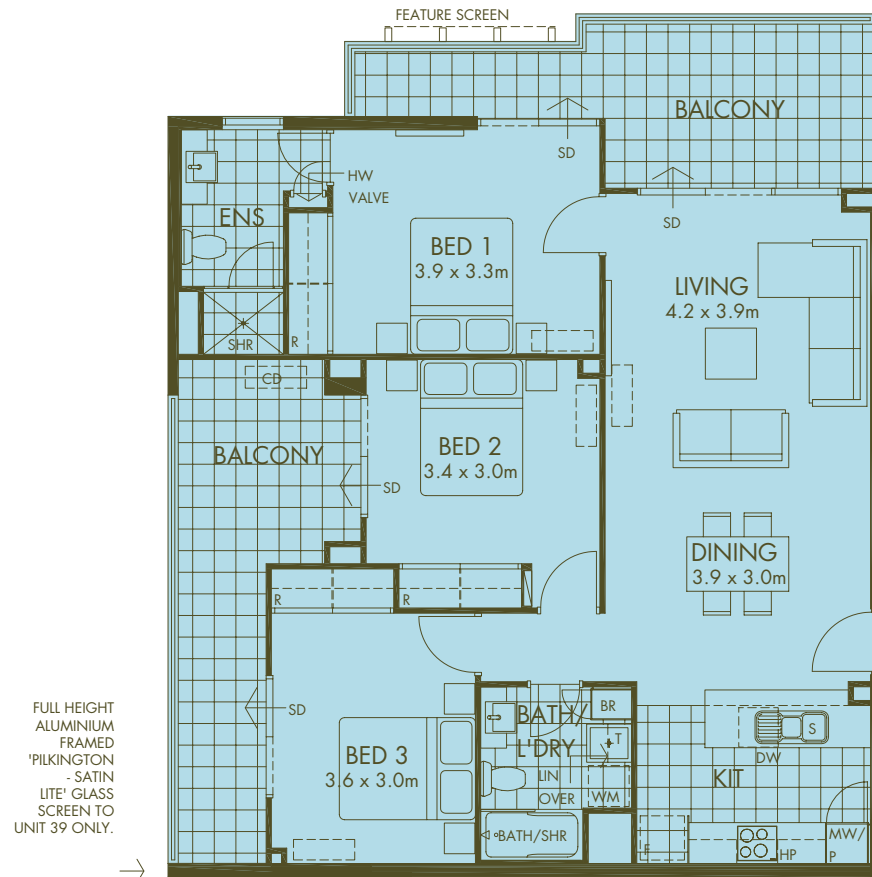 FEATURE SCREEN
BALCONY
SD
HW
VALVE
SD
ENS
BED 1
3.9 x 3.3m
LIVING
4.2 x 3.9m
SHR
R
CD
BED 2
3.4 x 3.0m
BALCONY
SD
DINING
3.9 x 3.0m
R
R
FULL HEIGHT
ALUMINIUM
FRAMED
'PILKINGTON
- SATIN
LITE' GLASS
SCREEN TO
UNIT 39 ONLY.
SD
BED 3
3.6 x 3.0m
BATH/
L'DRY
BR
T
LIN
OVER
WM
BATH/SHR
S
DW
KIT
F
HP
MW/
P